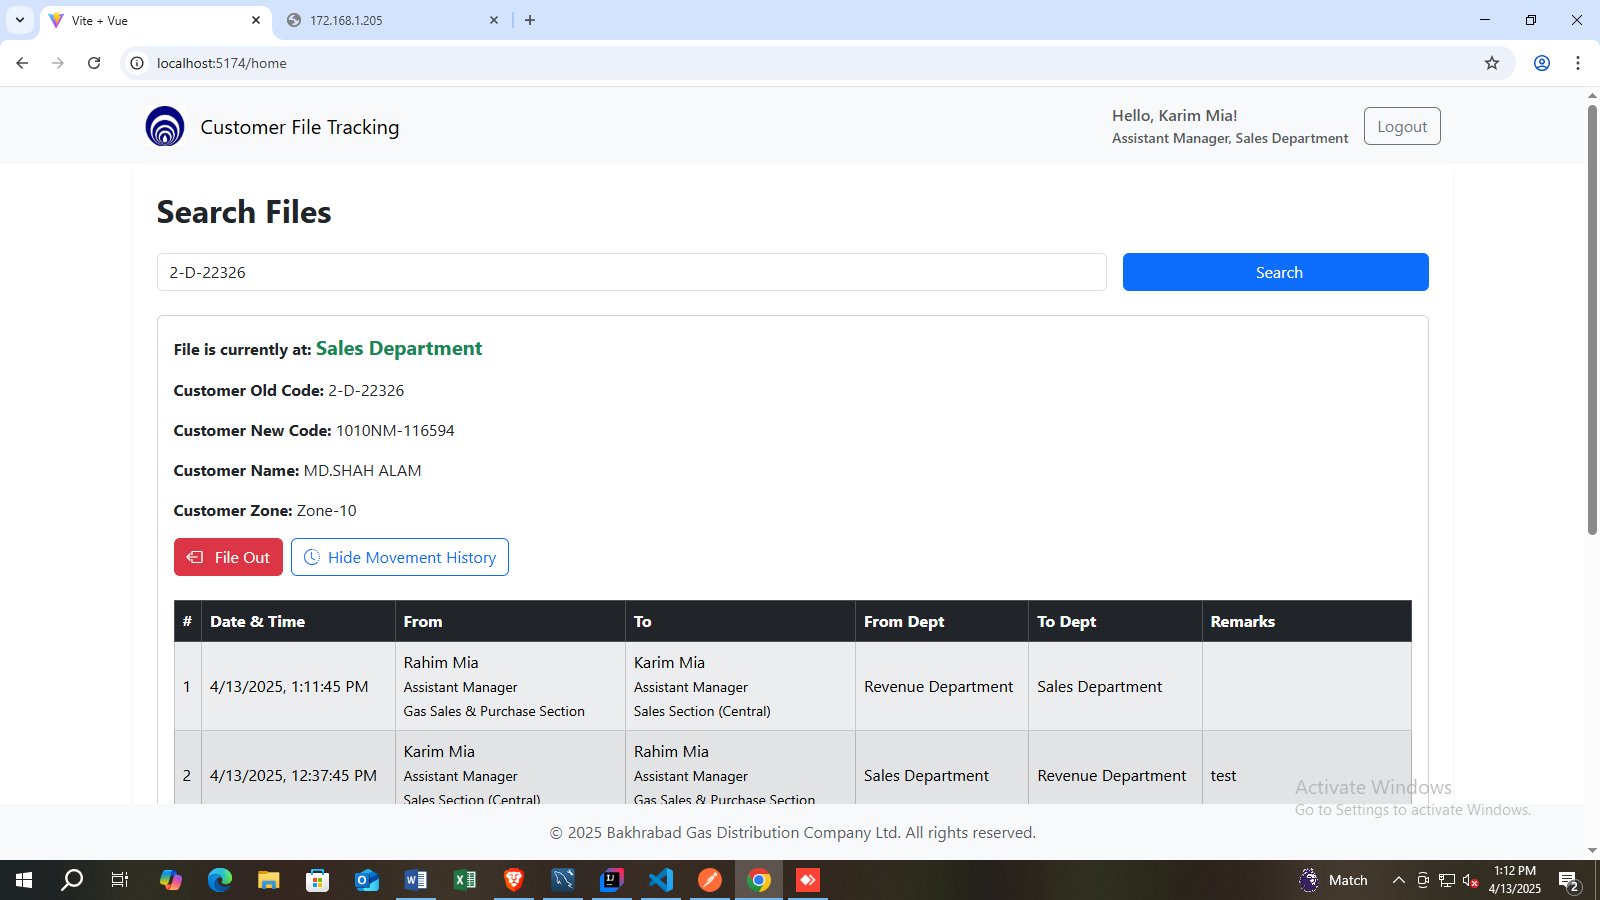 Vite + Vue
172.168.1.205
localhost:5174/home
Customer File Tracking
Hello, Karim Mia!
Assistant Manager, Sales Department
Logout
Search Files
2-D-22326
Search
File is currently at: Sales Department
Customer Old Code: 2-D-22326
Customer New Code: 1010NM-116594
Customer Name: MD.SHAH ALAM
Customer Zone: Zone-10
File Out
Hide Movement History
# Date & Time From To From Dept To Dept Remarks
1 4/13/2025, 1:11:45 PM
Rahim Mia
Assistant Manager
Gas Sales & Purchase Section
Karim Mia
Assistant Manager
Sales Section (Central)
Revenue Department
Sales Department
2 4/13/2025, 12:37:45 PM
Karim Mia
Assistant Manager
Sales Section (Central)
Rahim Mia
Assistant Manager
Gas Sales & Purchase Section
Sales Department
Revenue Department
test
Activate Windows
Go to Settings to activate Windows.
© 2025 Bakhrabad Gas Distribution Company Ltd. All rights reserved.
Match
1:12 PM
4/13/2025
2